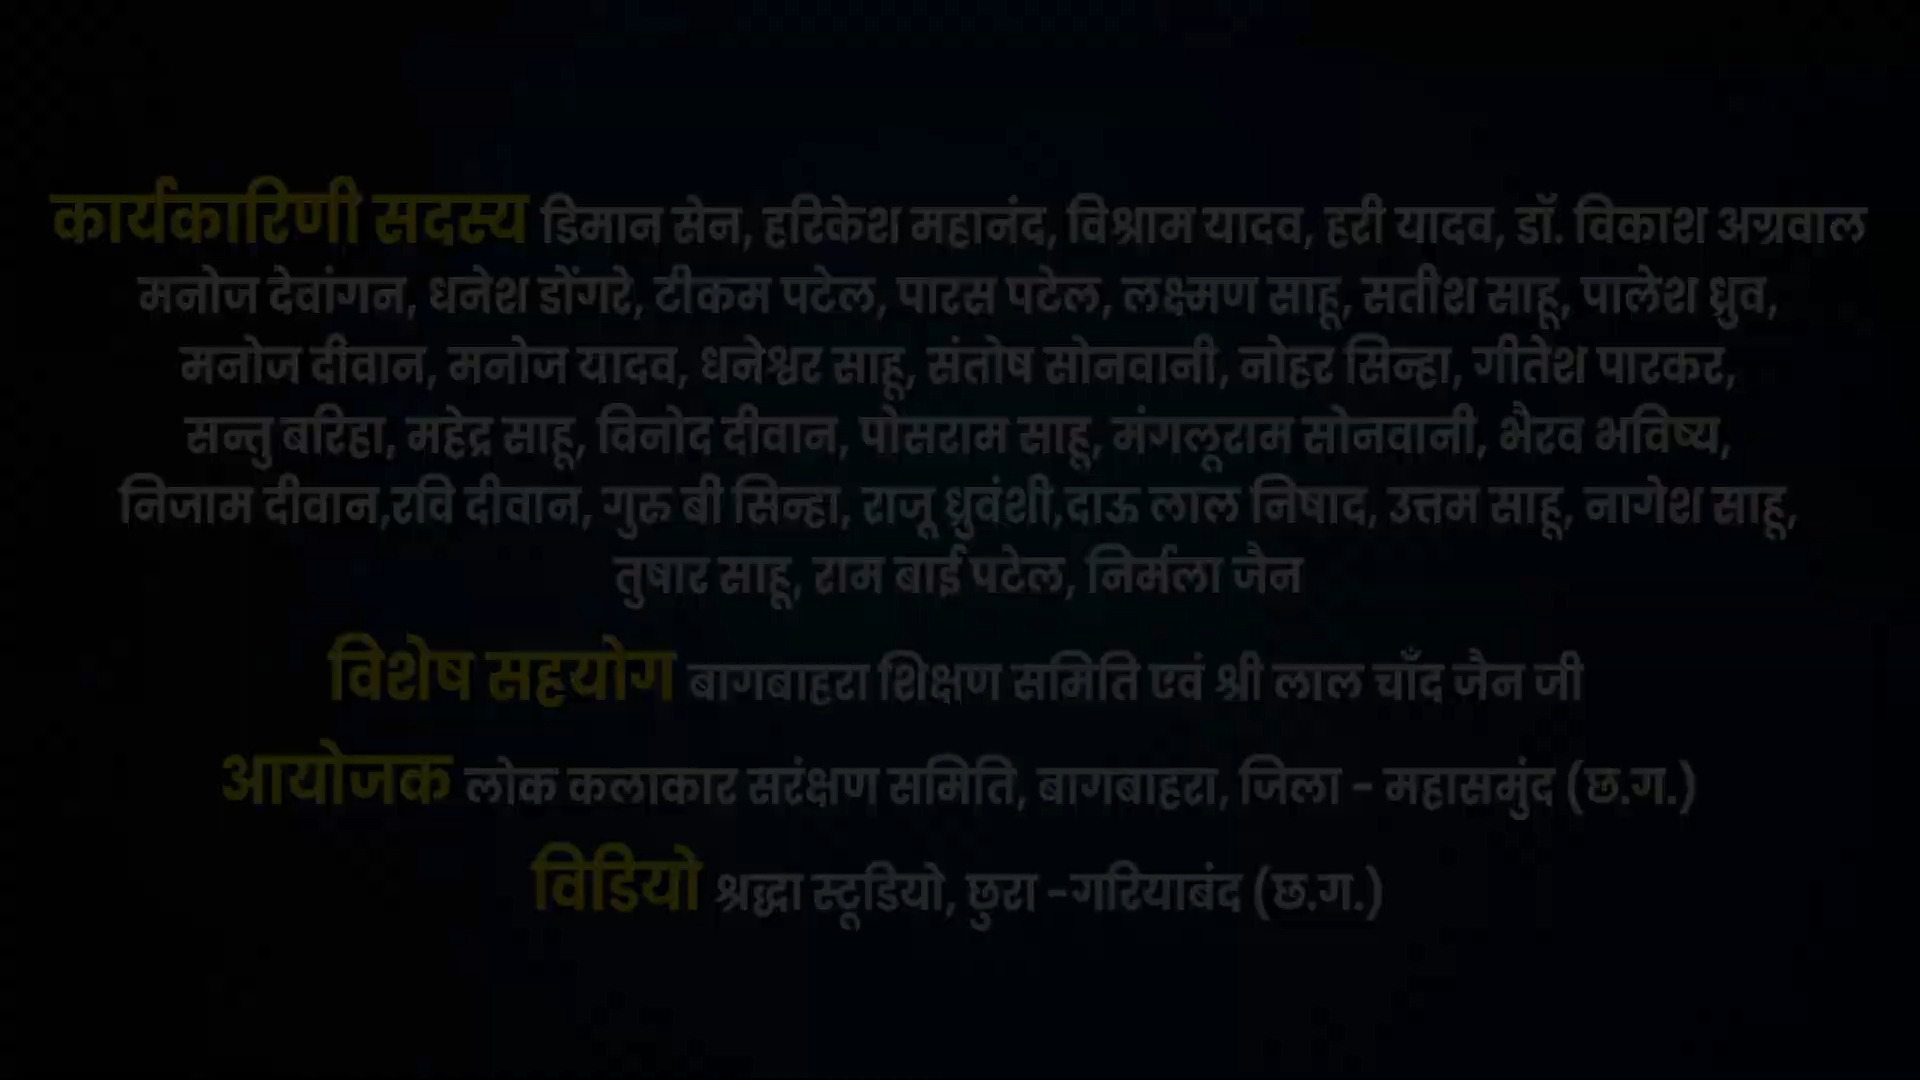 कार्यकारिणी सदस्य डिमान सेन, हरिकेश महानंद, विश्राम यादव, हरी यादव, डॉ. विकाश अग्रवाल
मनोज देवांगन, धनेश डोंगरे, टीकम पटेल, पारस पटेल, लक्ष्मण साहू, सतीश साहू, पालेश ध्रुव,
मनोज दीवान, मनोज यादव, धनेश्वर साहू, संतोष सोनवानी, नोहर सिन्हा, गीतेश पारकर,
सन्तु बरिहा, महेद्र साहू, विनोद दीवान, पोसराम साहू, मंगलूराम सोनवानी, भैरव भविष्य,
निजाम दीवान,रवि दीवान, गुरु बी सिन्हा, राजू ध्रुवंशी,दाऊ लाल निषाद, उत्तम साहू, नागेश साहू,
तुषार साहू, राम बाई पटेल, निर्मला जैन
विशेष सहयोग बागबाहरा शिक्षण समिति एवं श्री लाल चाँद जैन जी
आयोजक लोक कलाकार सरंक्षण समिति, बागबाहरा, जिला - महासमुंद (छ.ग.)
विडियो श्रद्धा स्टूडियो, छुरा -गरियाबंद (छ.ग.)